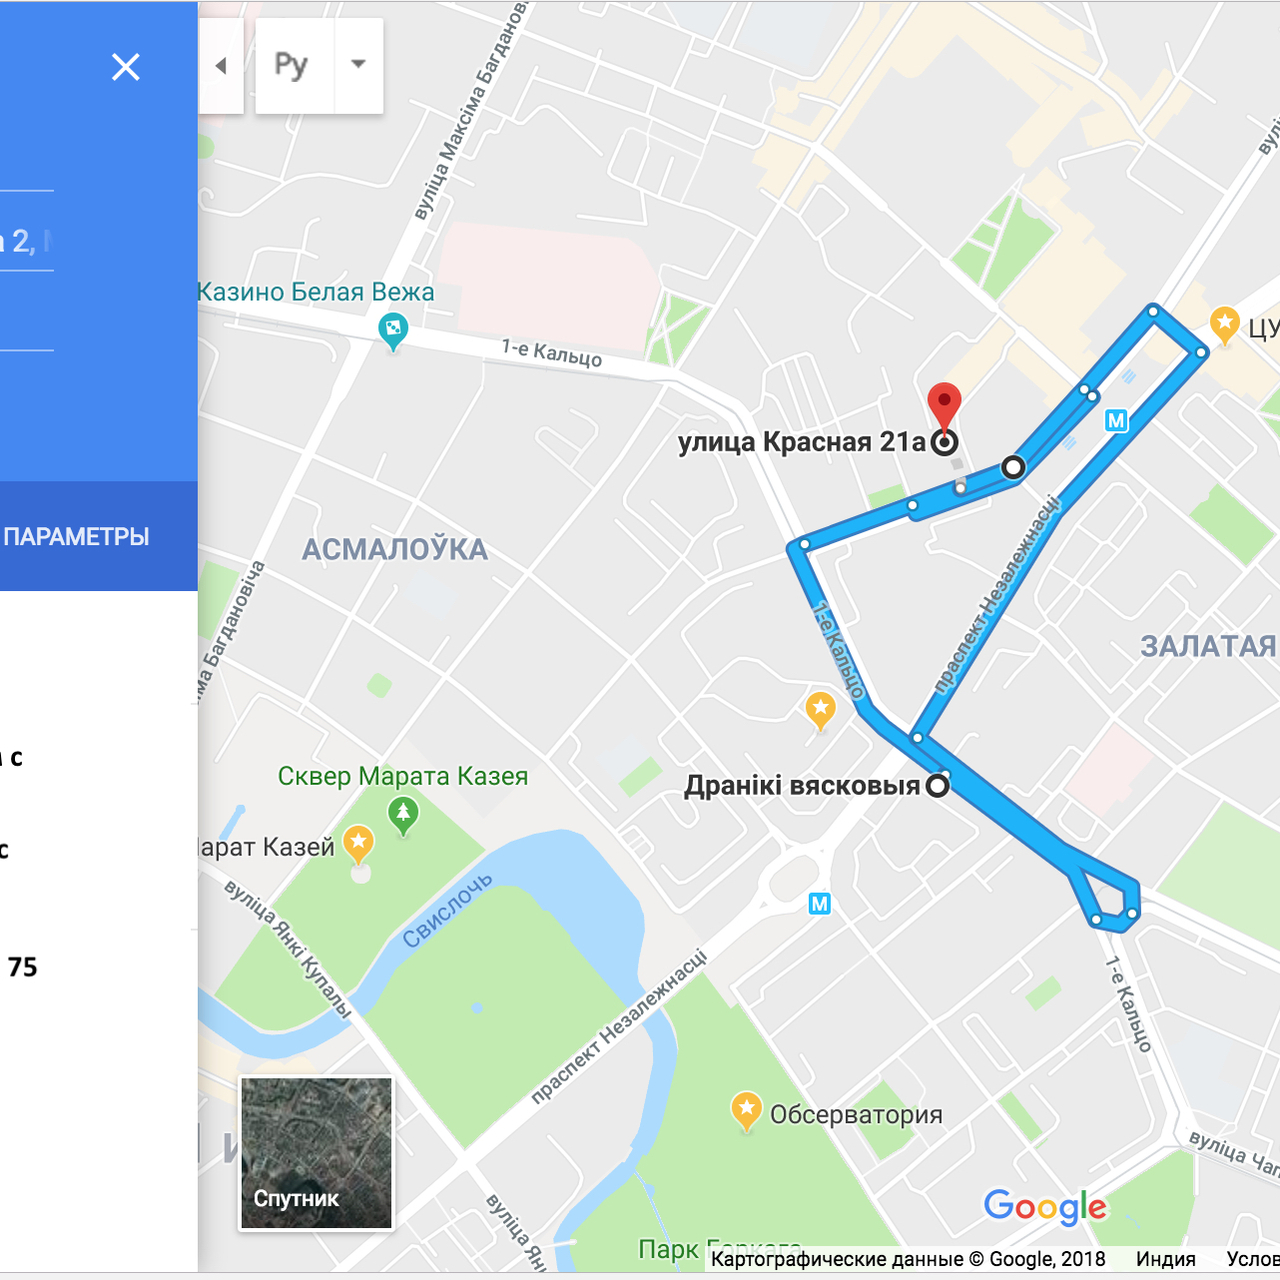 Ру
а 2,
ПАРАМЕТРЫ
с
с
75
вуліца Максіма Багдановіча
Казино Белая Вежа
1-е Кальцо
ЦУ
М
улица Красная 21а
АСМАЛОЎКА
праспект Незалежнасці
ЗАЛАТАЯ
1-е Кальцо
іма Багдановіча
Сквер Марата Казея
Дранікі вясковыя
Марат Казей
Свислочь
М
вуліца Янкі Купалы
праспект Незалежнасці
1-е Кальцо
Обсерватория
вуліца Чап
Спутник
вуліца Ян
Google
Парк Горкага
Картографические данные © Google, 2018 Индия Услов